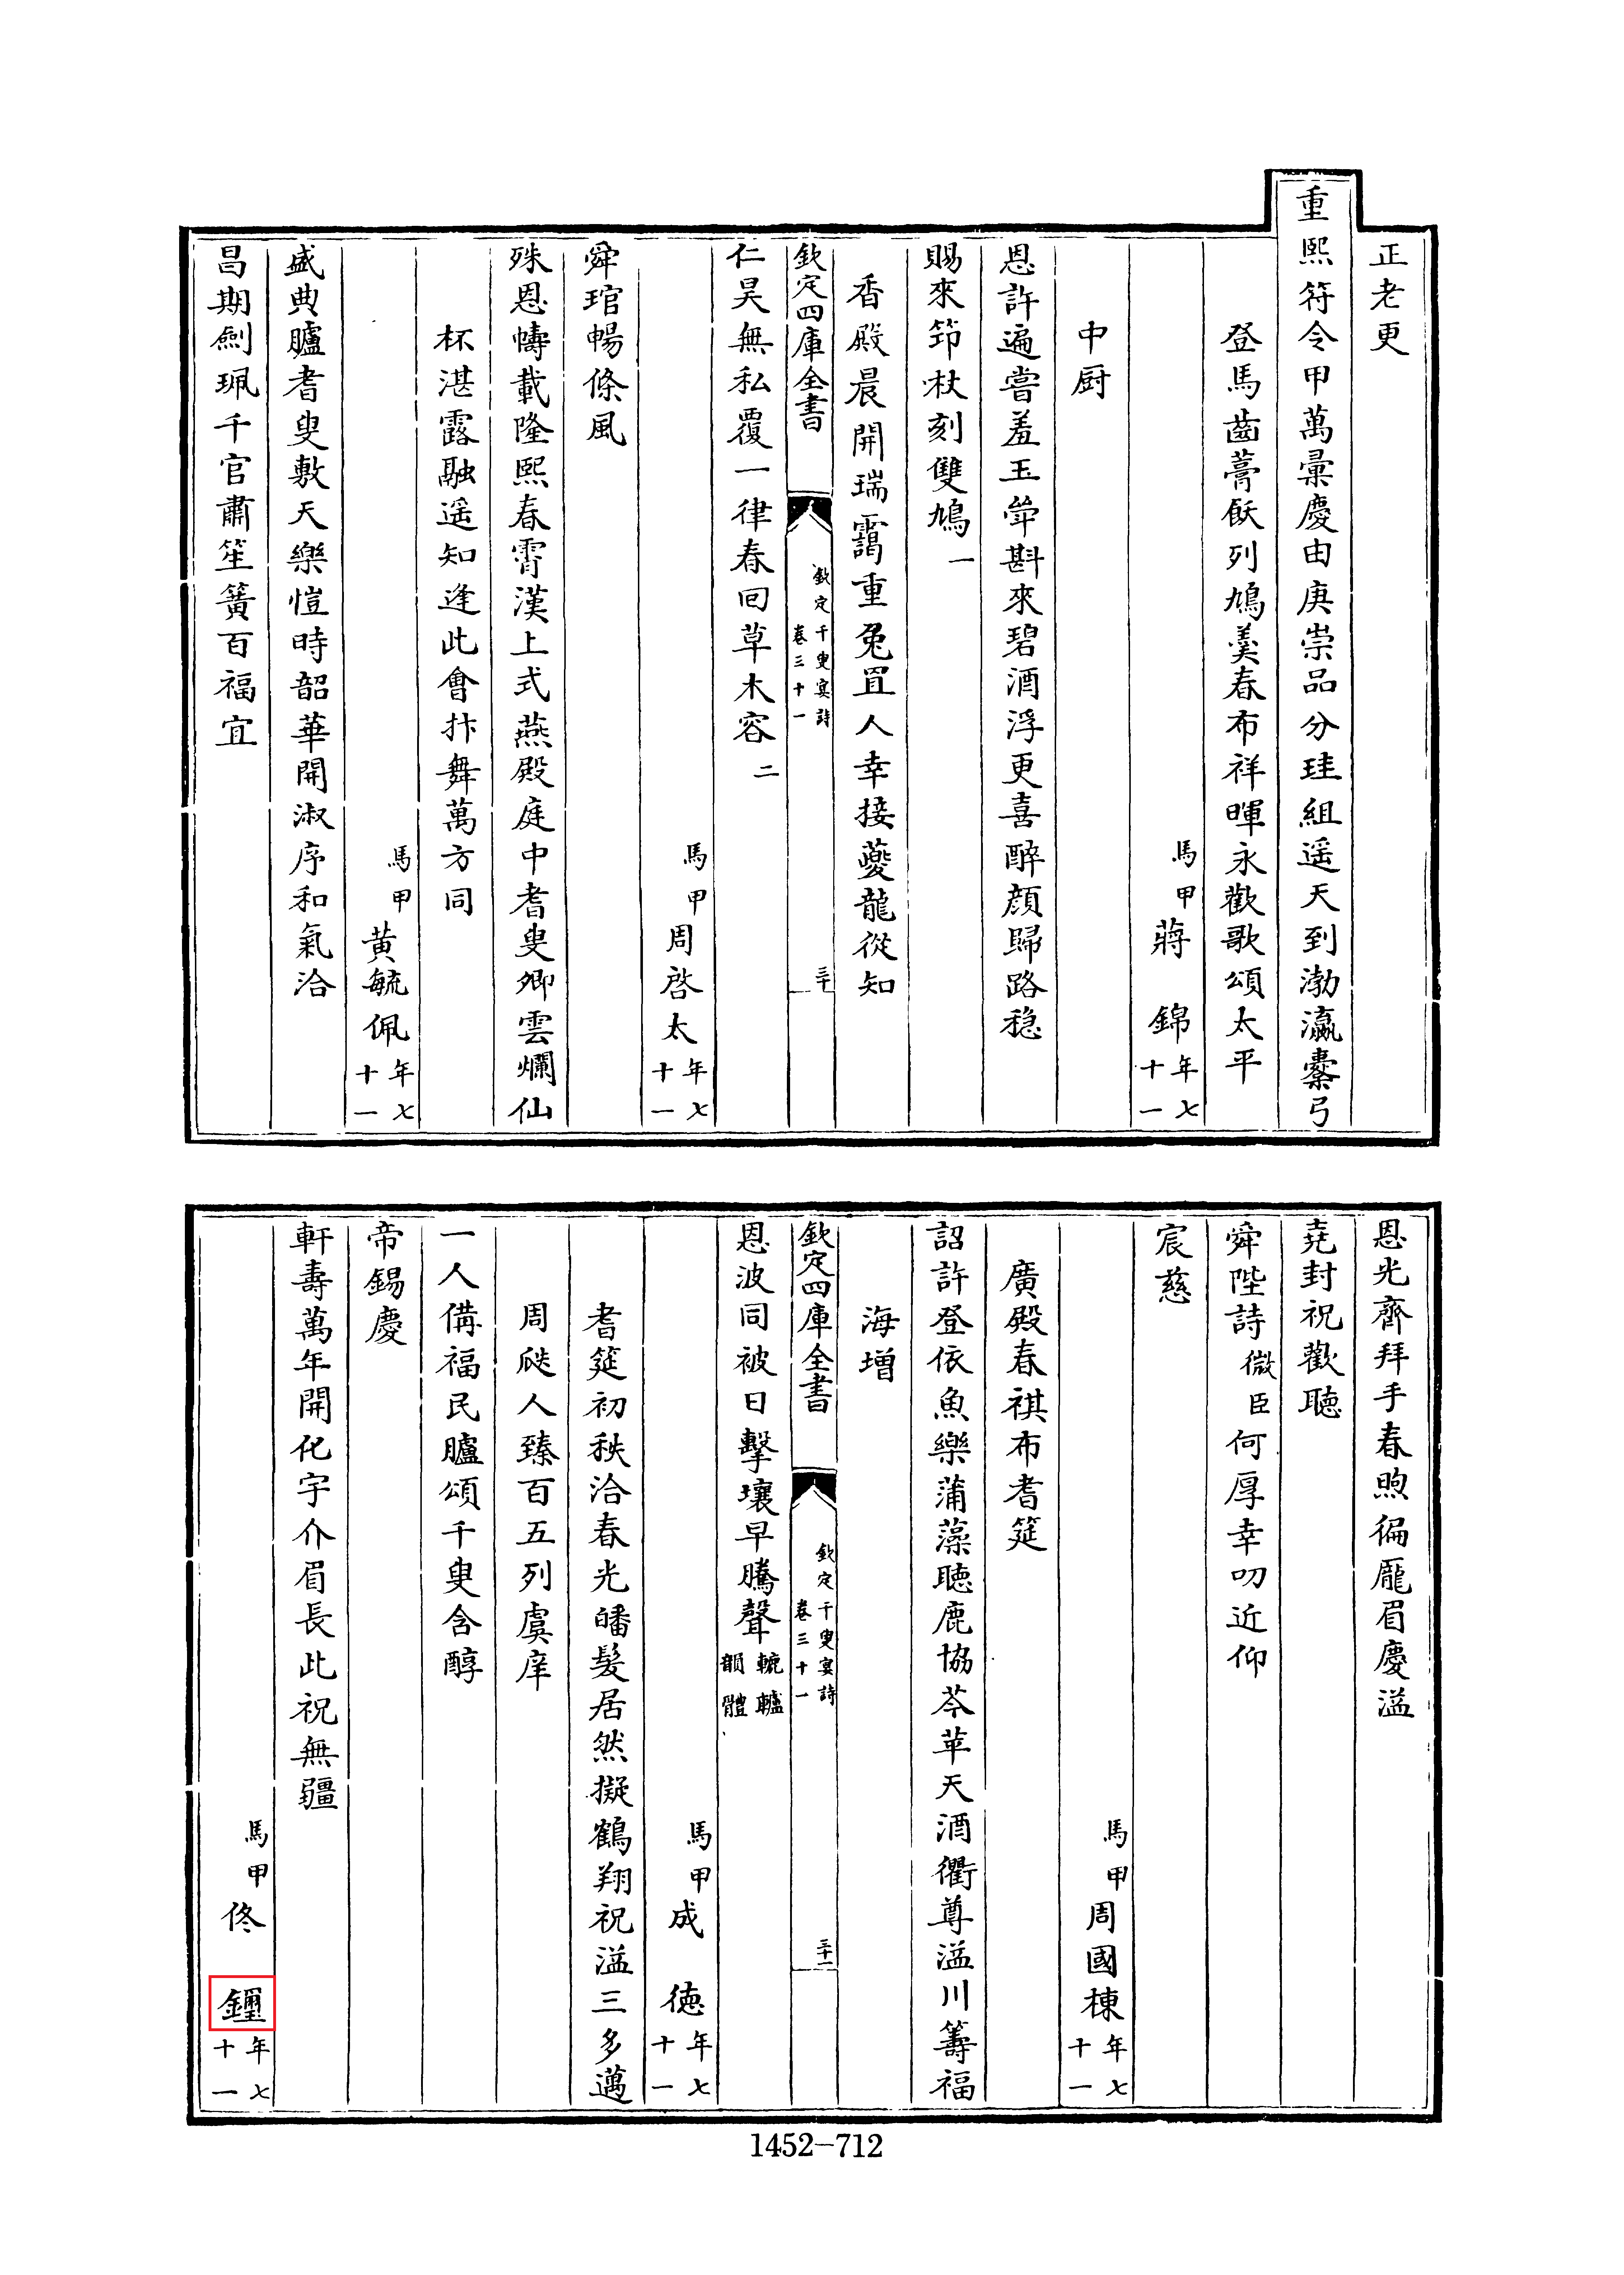 正老更
重熙符令甲萬彚慶由庚崇品分珪組遥天到渤瀛櫜弓
登馬齒飫列鳩羮春布祥暉永歡歌頌太平
馬甲蔣　錦年七十一
中厨
恩許遍嘗羞玉斝斟來碧酒浮更喜醉顔歸路穏
賜來筇杖刻雙鳩一
香殿晨開瑞靄重兔罝人幸接夔龍從知
欽定四庫全書　欽定千叟宴詩卷三十一　三十
仁昊無私覆一律春回草木容二
馬甲周啓太年七十一
舜琯暢條風
殊恩幬載隆熙春霄漢上式燕殿庭中耆叟卿雲爛仙
杯湛露融遥知逢此會抃舞萬方同
馬甲黄毓佩年七十一
盛典臚耆叟敷天樂愷時韶華開淑序和氣洽
昌期劍珮千官肅笙簧百福宜
恩光齊拜手春煦徧龎眉慶溢
堯封祝歡聴
舜陛詩微臣何厚幸叨近仰
宸慈
馬甲周國棟年七十一
廣殿春祺布耆筵
詔許登依魚樂蒲藻聴鹿協芩苹天酒衢尊溢川籌福
海增
欽定四庫全書　欽定千叟宴詩卷三十一　三十一
恩波同被日擊壤早騰聲轆轤韻體
馬甲成　徳年七十一
耆筵初秩洽春光皤髪居然擬鶴翔祝溢三多邁
周雅人臻百五列虞庠
一人備福民臚頌千叟含醇
帝錫慶
軒壽萬年開化宇介眉長此祝無疆
馬甲佟　年七十一
1452-712